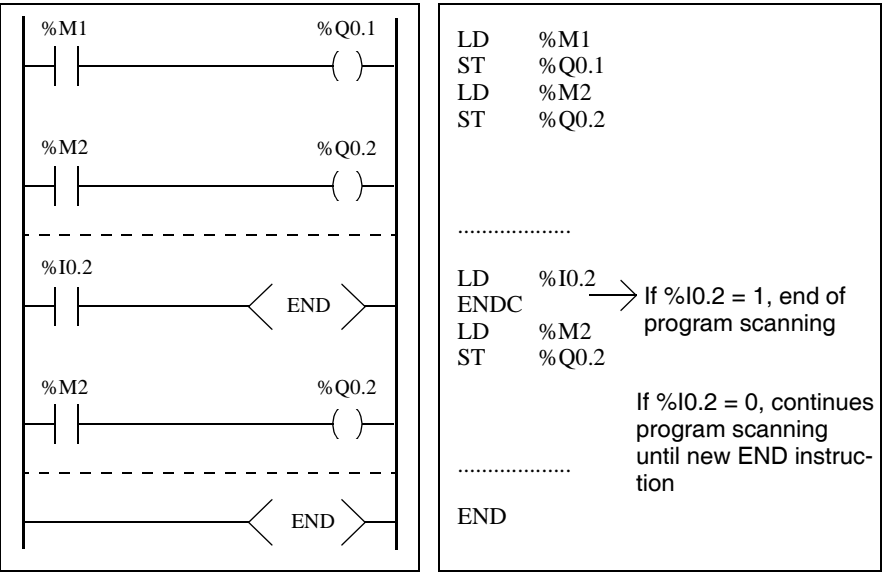 %M1 %Q0.1
%M2 %Q0.2
%I0.2
END
%M2 %Q0.2
END
LD %M1
ST %Q0.1
LD %M2
ST %Q0.2
...................
LD %I0.2
ENDC
LD %M2
ST %Q0.2
If %I0.2 = 1, end of
program scanning
If %I0.2 = 0, continues
program scanning
until new END instruc-
tion
...................
END